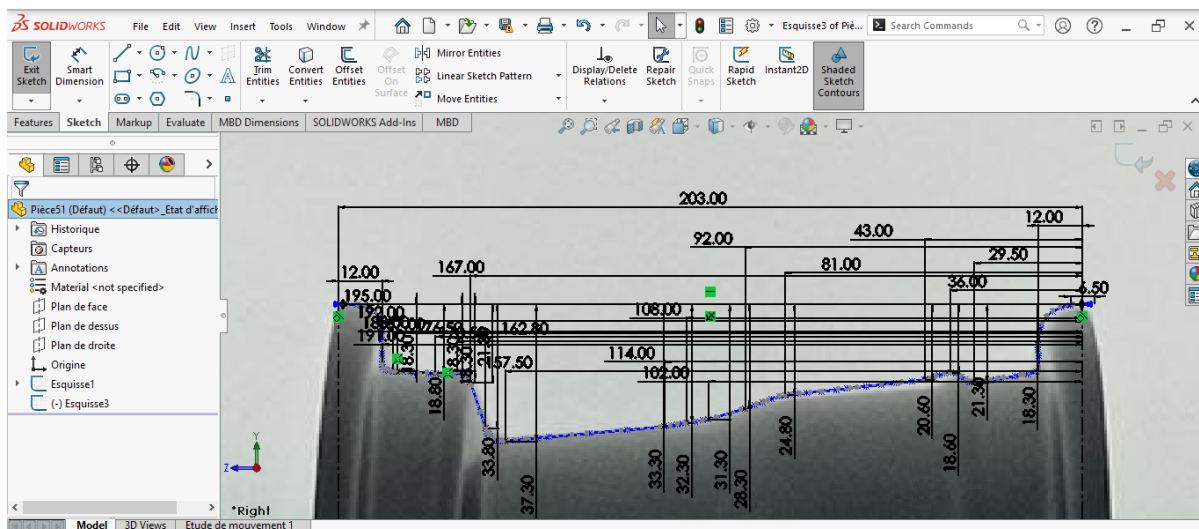 SOLIDWORKS File Edit View Insert Tools Window Esquisse3 of Piè... Search Commands
Exit Sketch
Smart Dimension
Trim Entities
Convert Entities
Offset Entities
Offset On Surface
Mirror Entities
Linear Sketch Pattern
Move Entities
Display/Delete Relations
Repair Sketch
Quick Snaps
Rapid Sketch
Instant2D
Shaded Sketch Contours
Features Sketch Markup Evaluate MBD Dimensions SOLIDWORKS Add-Ins MBD
Pièce51 (Défaut) <<Défaut>_Etat d'affich
Historique
Capteurs
Annotations
Material <not specified>
Plan de face
Plan de dessus
Plan de droite
Origine
Esquisse1
(-) Esquisse3
203.00
12.00
43.00
92.00
29.50
167.00
81.00
12.00
36.00
6.50
195.00
108.00
162.80
114.00
157.50
102.00
18.30
18.30
18.80
33.80
37.30
33.30
32.30
31.30
28.30
24.80
20.60
18.60
21.30
18.30
Y
Z
*Right
Model 3D Views Etude de mouvement 1